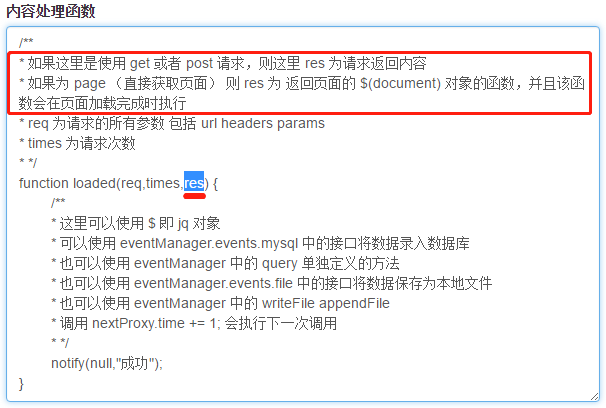 内容处理函数
/**
* 如果这里是使用 get 或者 post 请求，则这里 res 为请求返回内容
* 如果为 page （直接获取页面） 则 res 为 返回页面的 $(document) 对象的函数，并且该函
数会在页面加载完成时执行
* req 为请求的所有参数 包括 url headers params
* times 为请求次数
* */
function loaded(req,times,res) {
/**
* 这里可以使用 $ 即 jq 对象
* 可以使用 eventManager.events.mysql 中的接口将数据录入数据库
* 也可以使用 eventManager 中的 query 单独定义的方法
* 也可以使用 eventManager.events.file 中的接口将数据保存为本地文件
* 也可以使用 eventManager 中的 writeFile appendFile
* 调用 nextProxy.time += 1; 会执行下一次调用
* */
notify(null,"成功");
}